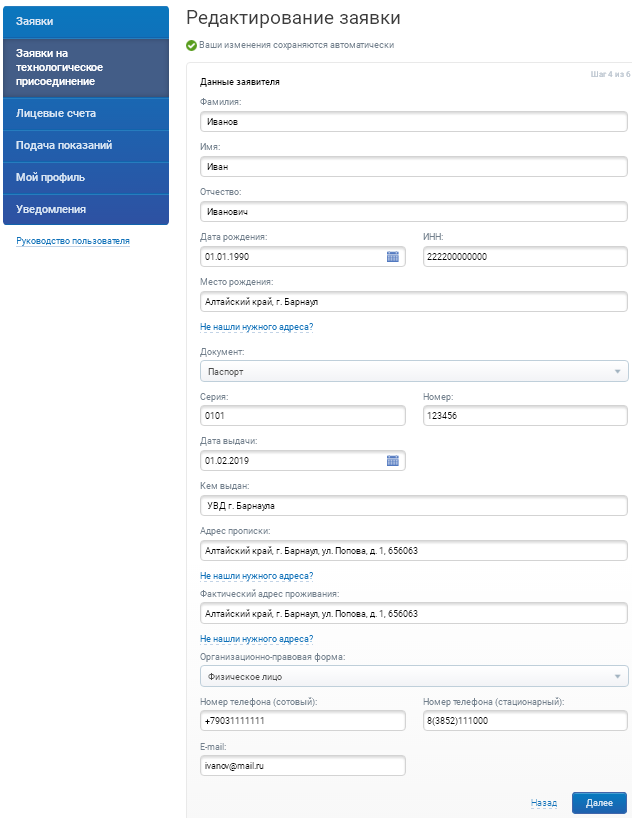 Заявки
Заявки на
технологическое
присоединение
Лицевые счета
Подача показаний
Мой профиль
Уведомления
Руководство пользователя
Редактирование заявки
Ваши изменения сохраняются автоматически
Шаг 4 из 6
Данные заявителя
Фамилия:
Иванов
Имя:
Иван
Отчество:
Иванович
Дата рождения: ИНН:
01.01.1990 222200000000
Место рождения:
Алтайский край, г. Барнаул
Не нашли нужного адреса?
Документ:
Паспорт
Серия: Номер:
0101 123456
Дата выдачи:
01.02.2019
Кем выдан:
УВД г. Барнаула
Адрес прописки:
Алтайский край, г. Барнаул, ул. Попова, д. 1, 656063
Не нашли нужного адреса?
Фактический адрес проживания:
Алтайский край, г. Барнаул, ул. Попова, д. 1, 656063
Не нашли нужного адреса?
Организационно-правовая форма:
Физическое лицо
Номер телефона (сотовый): Номер телефона (стационарный):
+79031111111 8(3852)111000
E-mail:
ivanov@mail.ru
Назад Далее